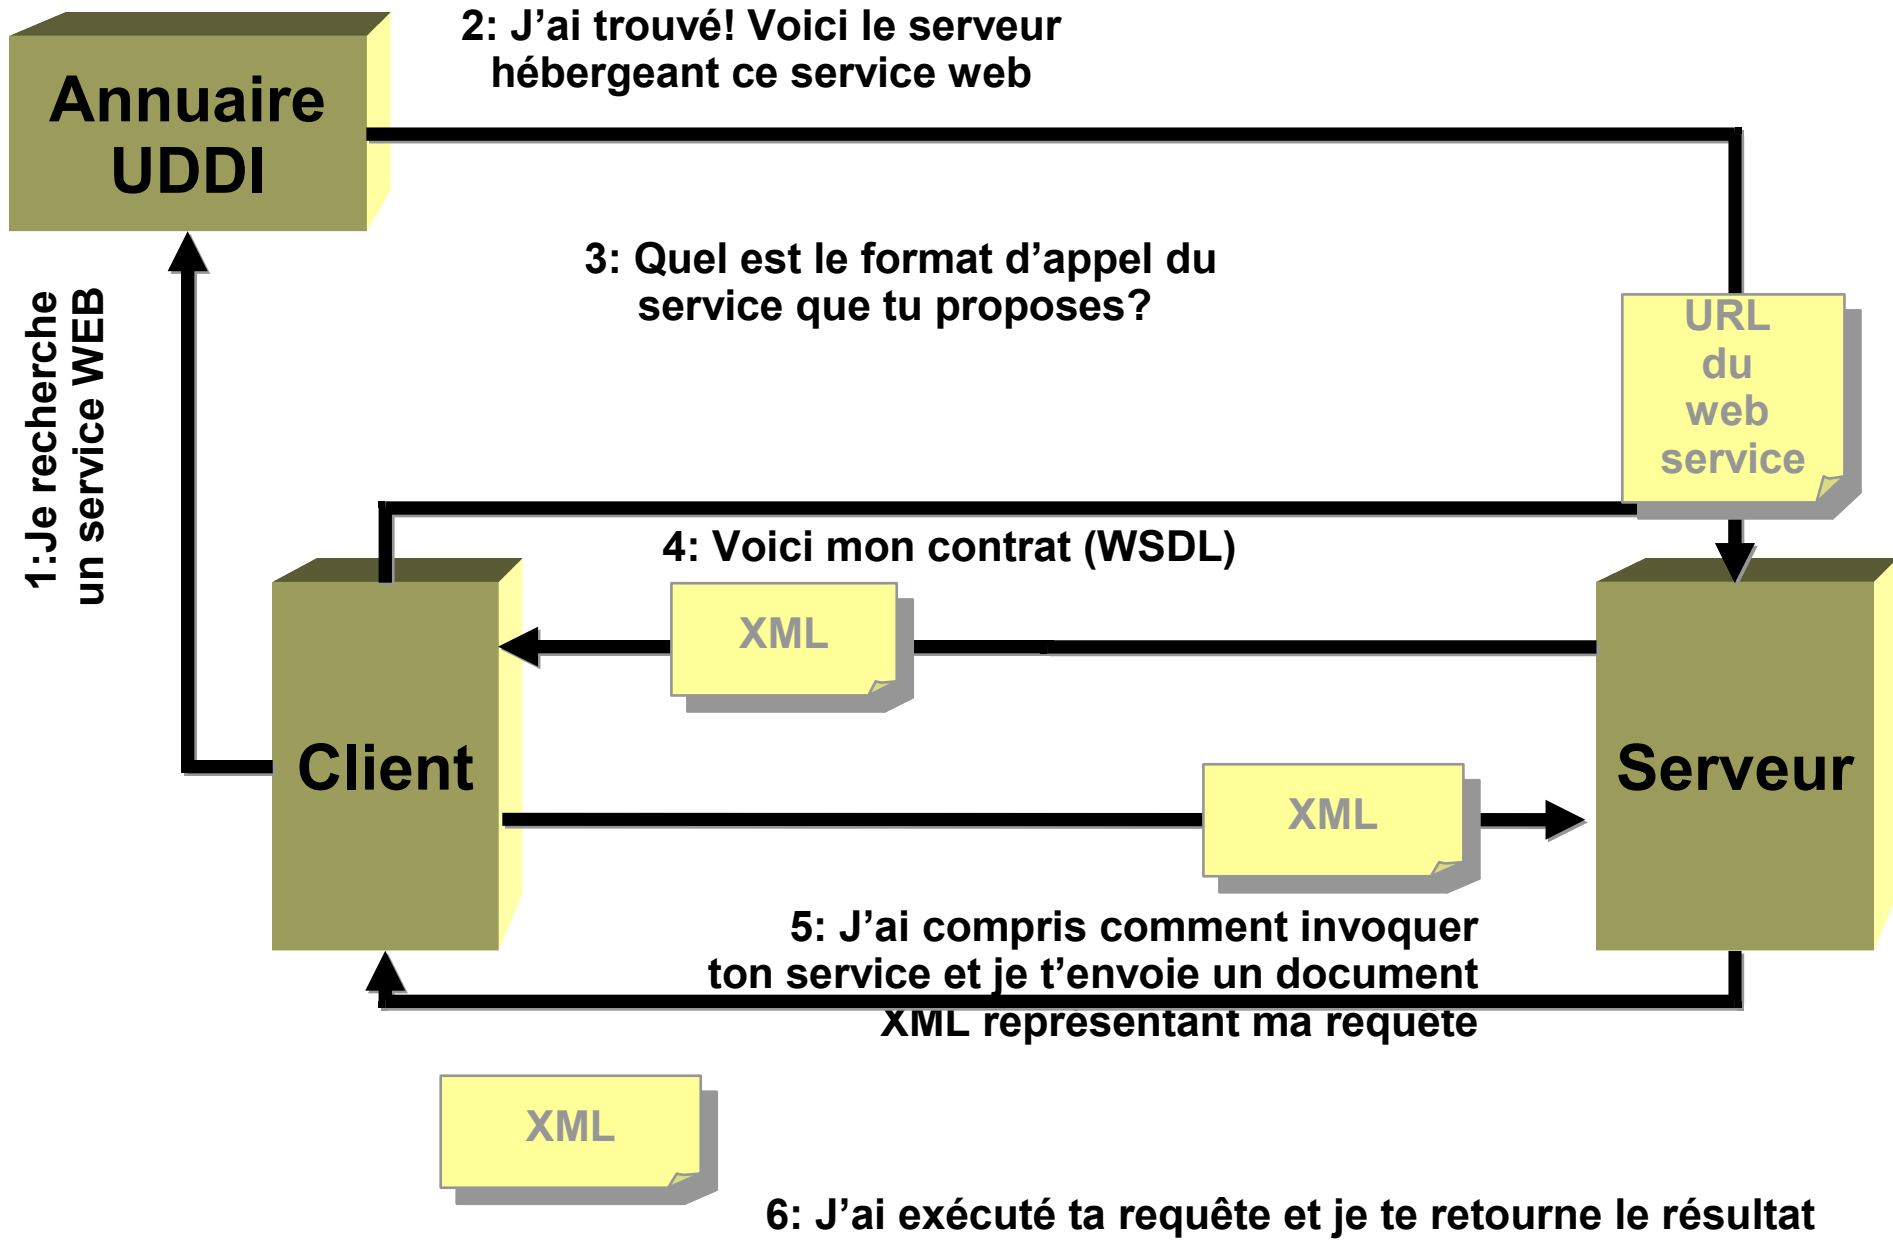 2: J’ai trouvé! Voici le serveur
hébergeant ce service web
Annuaire
UDDI
3: Quel est le format d’appel du
service que tu proposes?
1:Je recherche
un service WEB
URL
du
web
service
4: Voici mon contrat (WSDL)
XML
Client
Serveur
XML
5: J’ai compris comment invoquer
ton service et je t’envoie un document
XML représentant ma requête
XML
6: J’ai exécuté ta requête et je te retourne le résultat